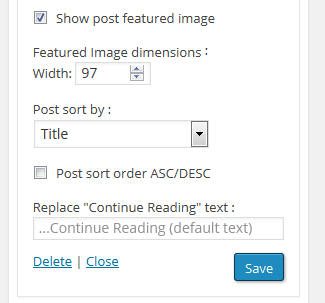 Show post featured image
Featured Image dimensions :
Width: 97
Post sort by :
Title
Post sort order ASC/DESC
Replace "Continue Reading" text :
...Continue Reading (default text)
Delete | Close
Save